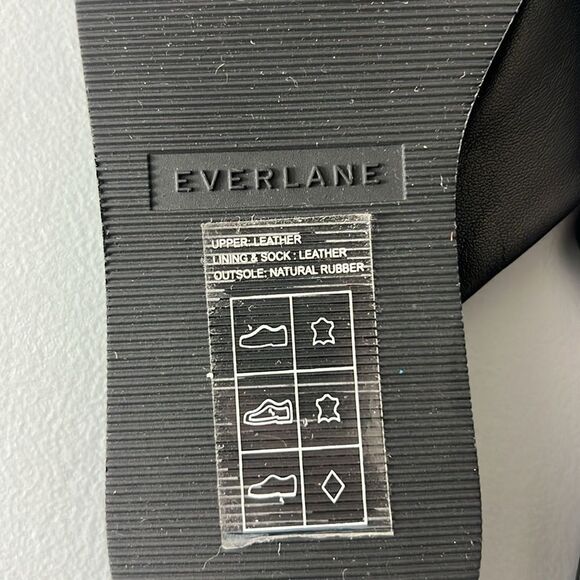 EVERLANE
UPPER: LEATHER
LINING & SOCK : LEATHER
OUTSOLE: NATURAL RUBBER